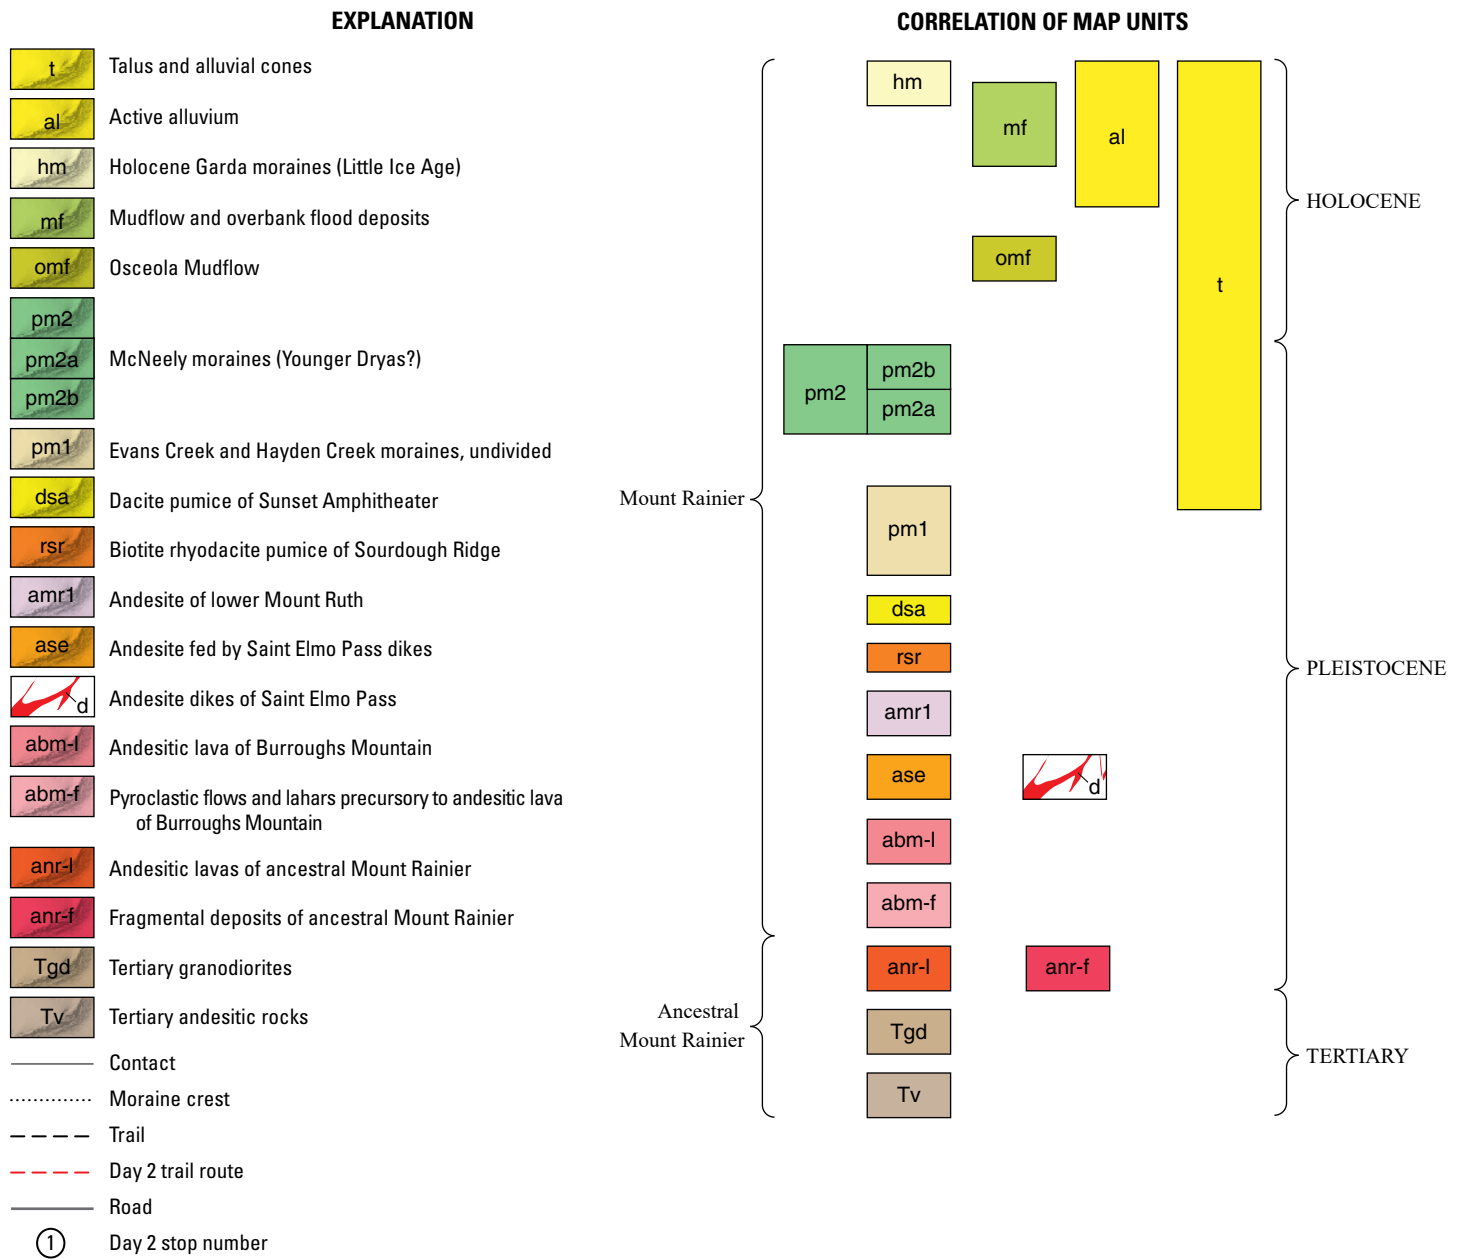 EXPLANATION
t Talus and alluvial cones
al Active alluvium
hm Holocene Garda moraines (Little Ice Age)
mf Mudflow and overbank flood deposits
omf Osceola Mudflow
pm2
pm2a McNeely moraines (Younger Dryas?)
pm2b
pm1 Evans Creek and Hayden Creek moraines, undivided
dsa Dacite pumice of Sunset Amphitheater
rsr Biotite rhyodacite pumice of Sourdough Ridge
amr1 Andesite of lower Mount Ruth
ase Andesite fed by Saint Elmo Pass dikes
d Andesite dikes of Saint Elmo Pass
abm-l Andesitic lava of Burroughs Mountain
abm-f Pyroclastic flows and lahars precursory to andesitic lava
of Burroughs Mountain
anr-l Andesitic lavas of ancestral Mount Rainier
anr-f Fragmental deposits of ancestral Mount Rainier
Tgd Tertiary granodiorites
Tv Tertiary andesitic rocks
Contact
Moraine crest
Trail
Day 2 trail route
Road
1 Day 2 stop number
CORRELATION OF MAP UNITS
Mount Rainier
Ancestral
Mount Rainier
hm
mf
al
t
omf
pm2
pm2b
pm2a
pm1
dsa
rsr
amr1
ase
d
abm-l
abm-f
anr-l
anr-f
Tgd
Tv
HOLOCENE
PLEISTOCENE
TERTIARY